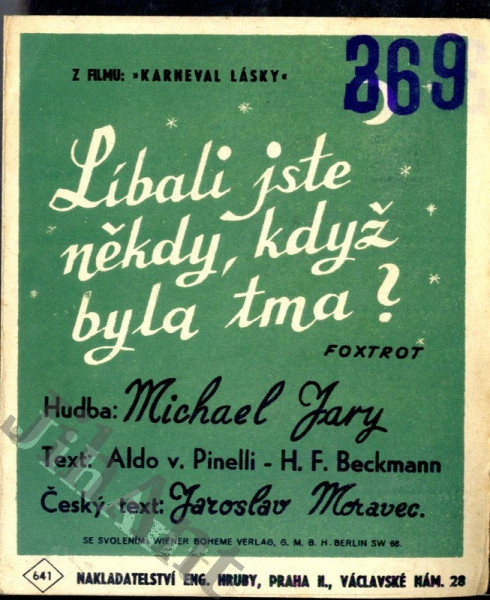 Z FILMU: »KARNEVAL LÁSKY«
369
Líbali jste
někdy, když
byla tma?
FOXTROT
Hudba: Michael Jary
Text: Aldo v. Pinelli - H. F. Beckmann
Český text: Jaroslav Moravec.
SE SVOLENÍM: WIENER BOHEME VERLAG, G. M. B. H. BERLIN SW 68.
641 NAKLADATELSTVÍ ENG. HRUBY, PRAHA II., VÁCLAVSKÉ NÁM. 28
JihAnt